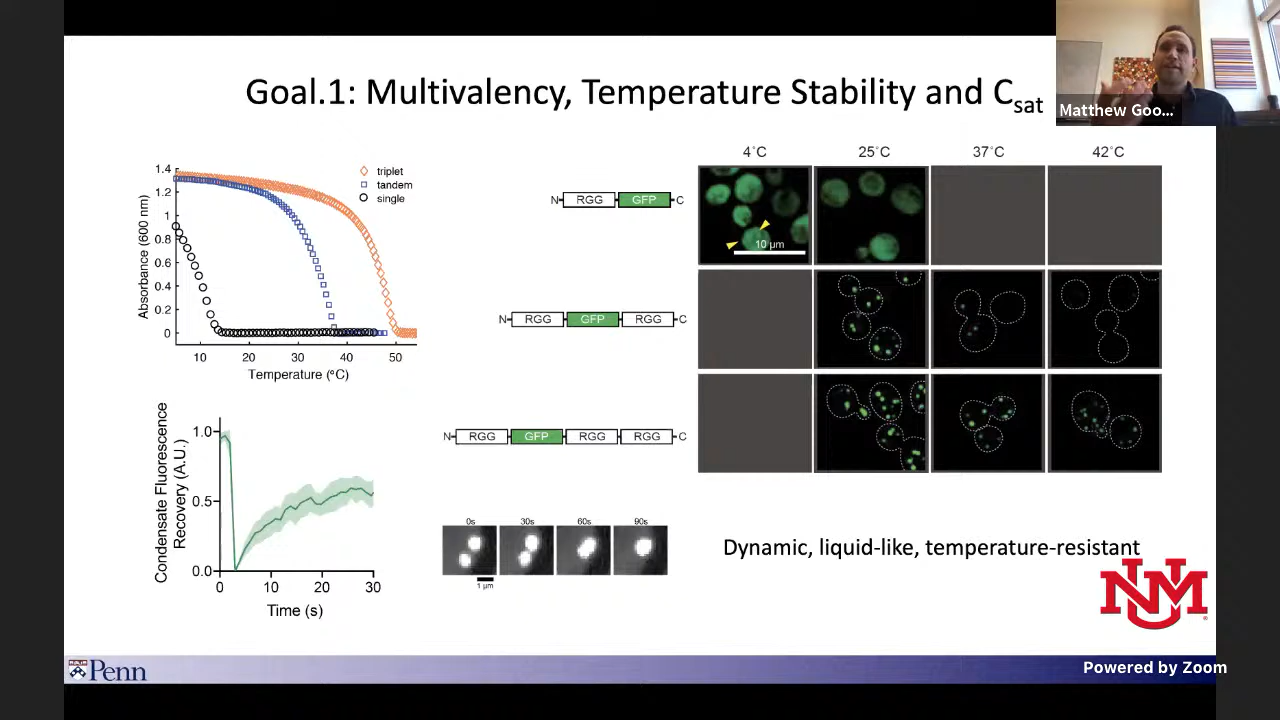 Goal.1: Multivalency, Temperature Stability and Csat
Matthew Goo...
1.4
1.2
1
0.8
0.6
0.4
0.2
0
10
20
30
40
50
Absorbance (600 nm)
Temperature (°C)
triplet
tandem
single
N RGG GFP C
N RGG GFP RGG C
N RGG GFP RGG RGG C
4°C 25°C 37°C 42°C
10 μm
Condensate Fluorescence
Recovery (A.U.)
1.0
0.5
0.0
0 10 20 30
Time (s)
0s 30s 60s 90s
1 μm
Dynamic, liquid-like, temperature-resistant
UNM
Penn
Powered by Zoom